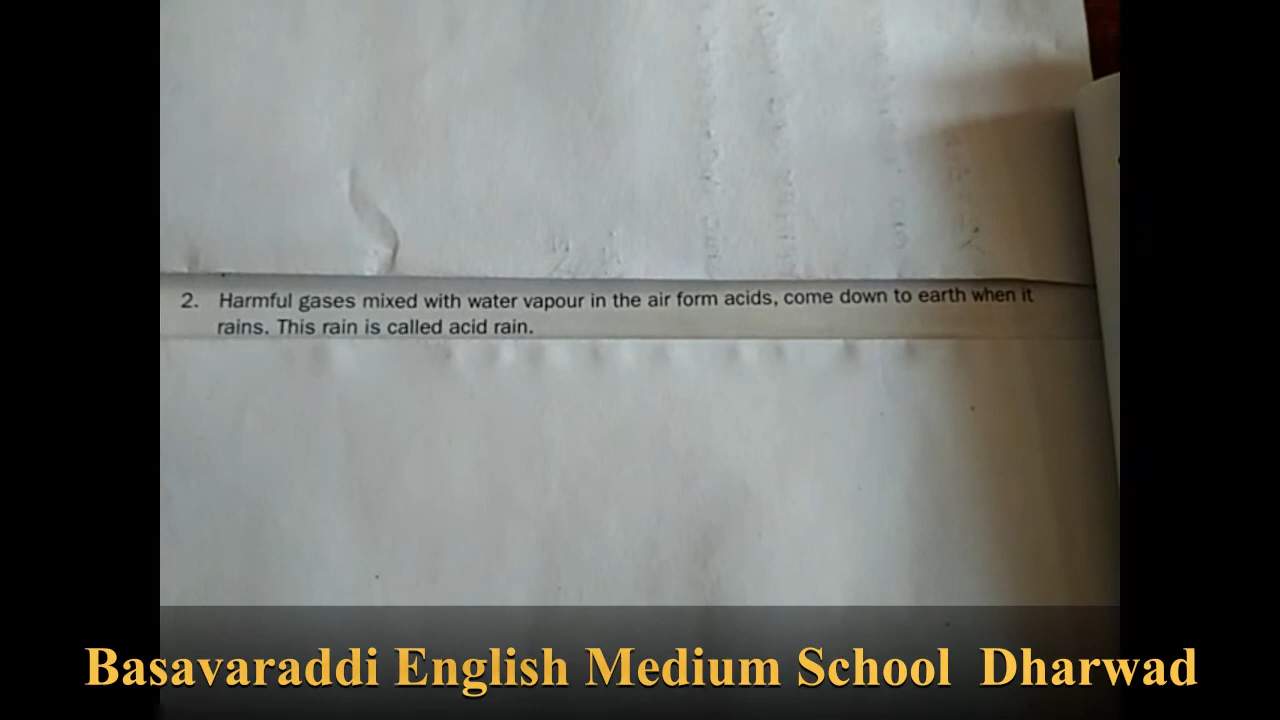 2. Harmful gases mixed with water vapour in the air form acids, come down to earth when it
rains. This rain is called acid rain.
Basavaraddi English Medium School Dharwad